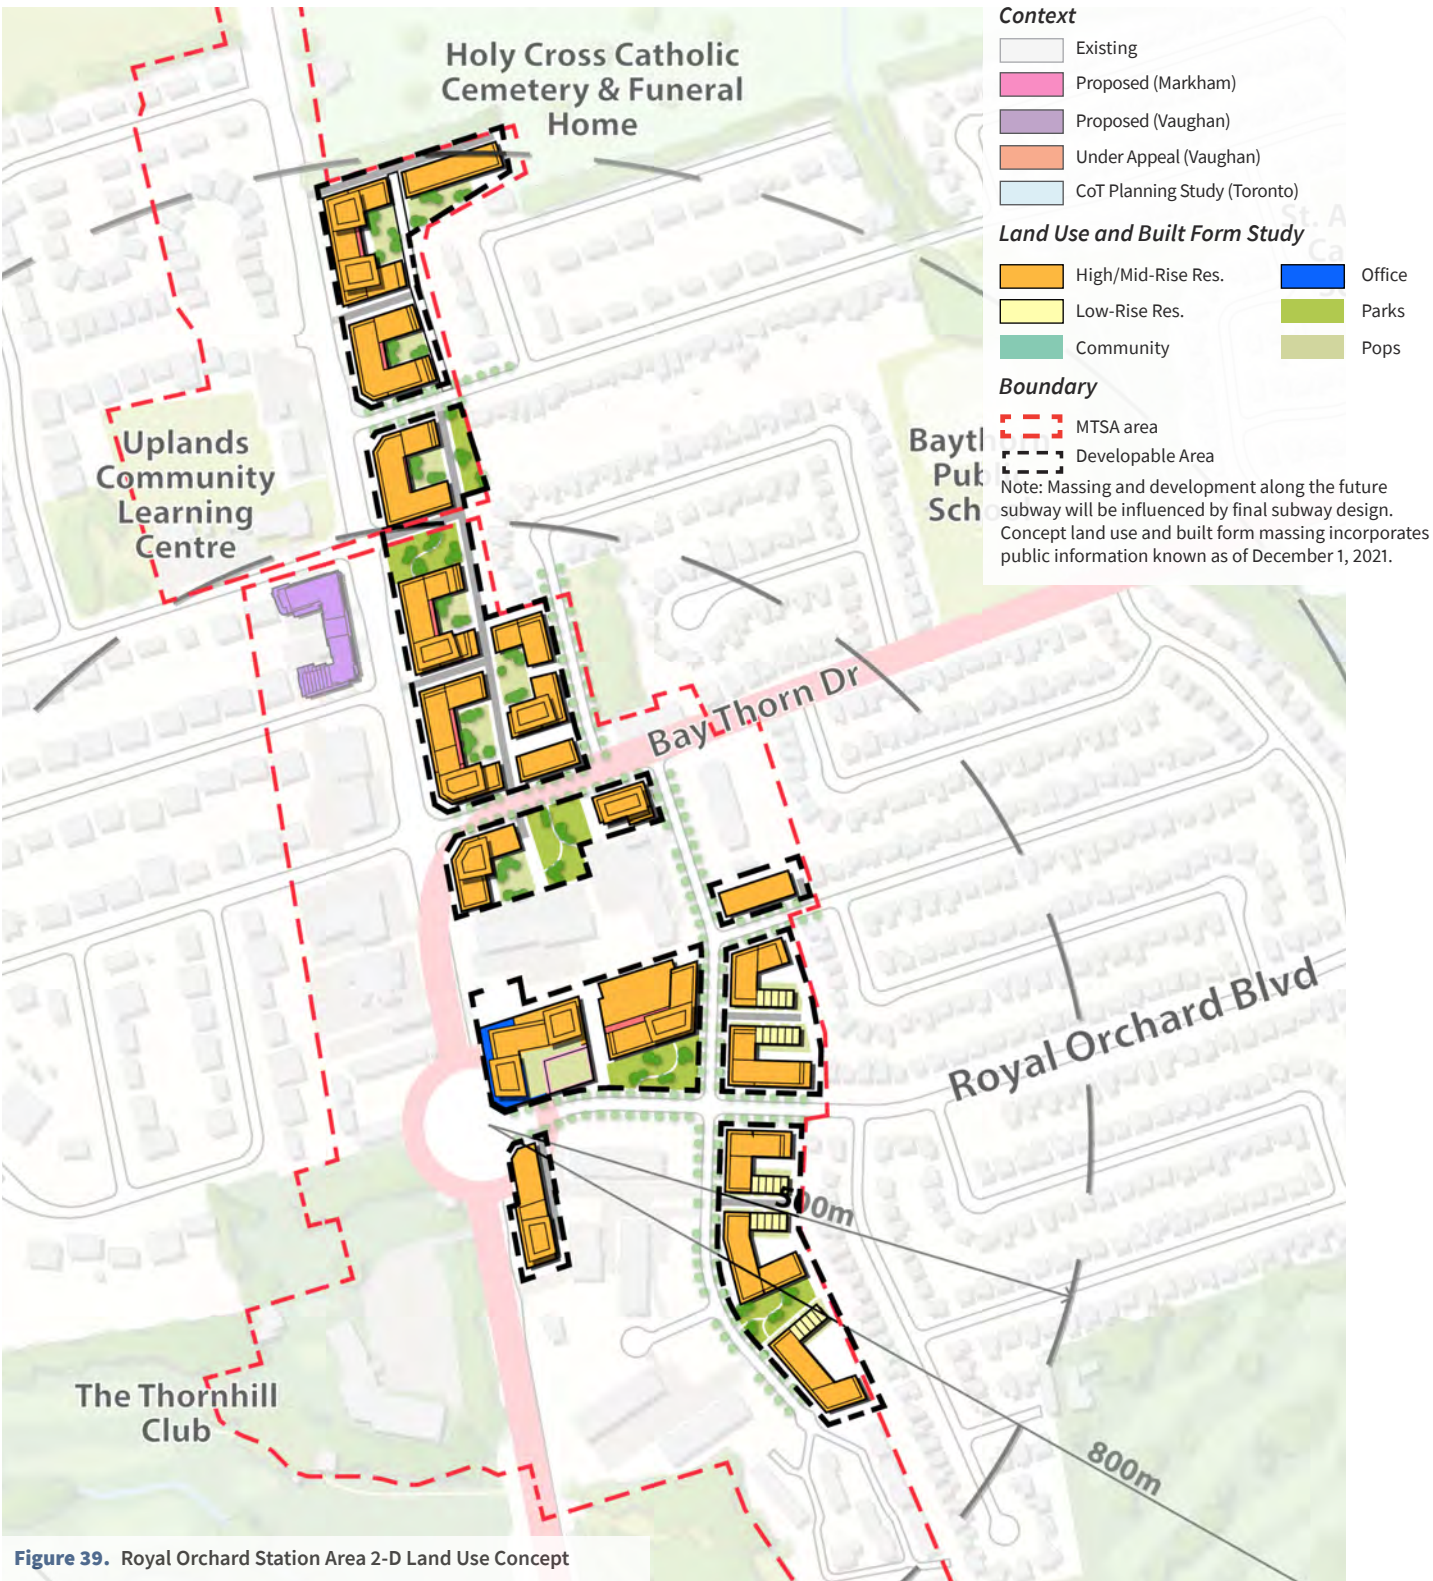 Holy Cross Catholic
Cemetery & Funeral
Home
Context
Existing
Proposed (Markham)
Proposed (Vaughan)
Under Appeal (Vaughan)
CoT Planning Study (Toronto)
Land Use and Built Form Study
High/Mid-Rise Res.
Office
Low-Rise Res.
Parks
Community
Pops
Boundary
MTSA area
Developable Area
Note: Massing and development along the future
subway will be influenced by final subway design.
Concept land use and built form massing incorporates
public information known as of December 1, 2021.
Uplands
Community
Learning
Centre
Bay Thorn Dr
Royal Orchard Blvd
500m
800m
The Thornhill
Club
Figure 39. Royal Orchard Station Area 2-D Land Use Concept